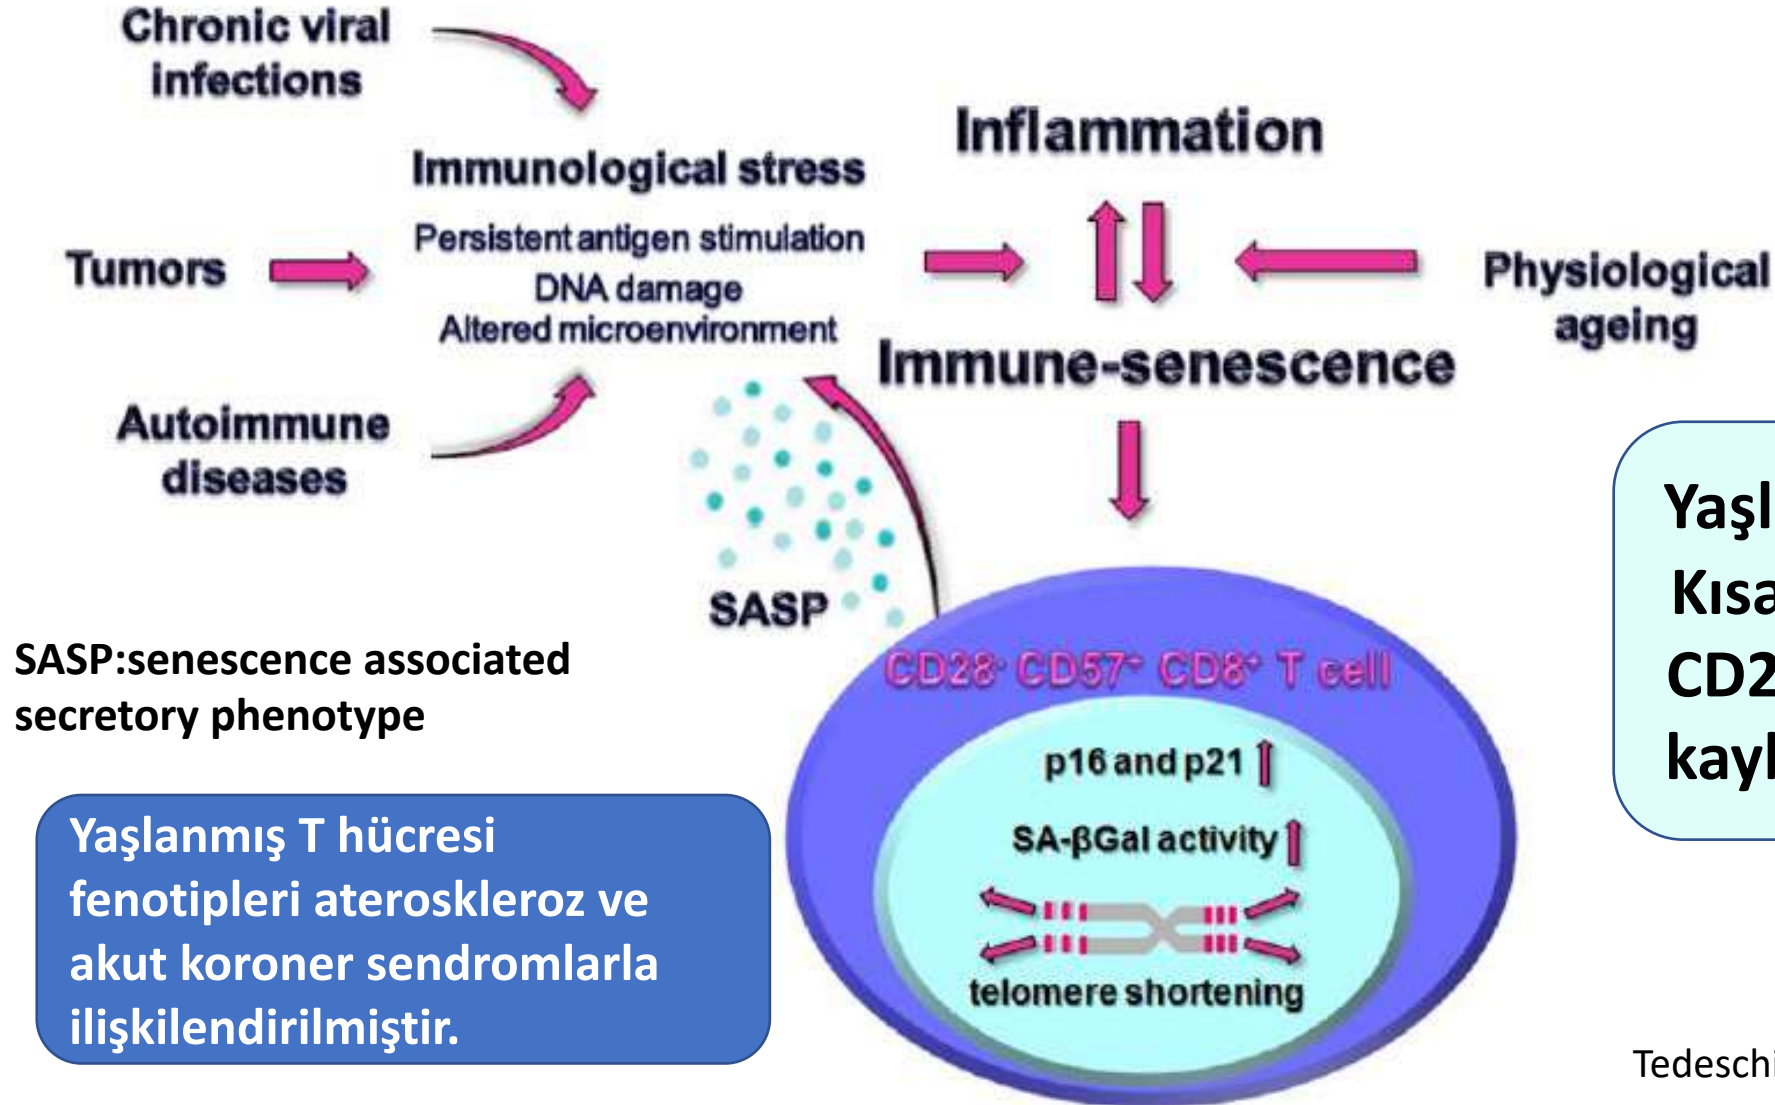 Chronic viral
infections
Inflammation
Immunological stress
Persistent antigen stimulation
DNA damage
Altered microenvironment
Tumors
Physiological
ageing
Immune-senescence
Autoimmune
diseases
SASP
SASP:senescence associated
secretory phenotype
CD28⁻ CD57⁺ CD8⁺ T cell
p16 and p21
SA-βGal activity
telomere shortening
Yaşlanmış T hücresi
fenotipleri ateroskleroz ve
akut koroner sendromlarla
ilişkilendirilmiştir.
Tedeschi